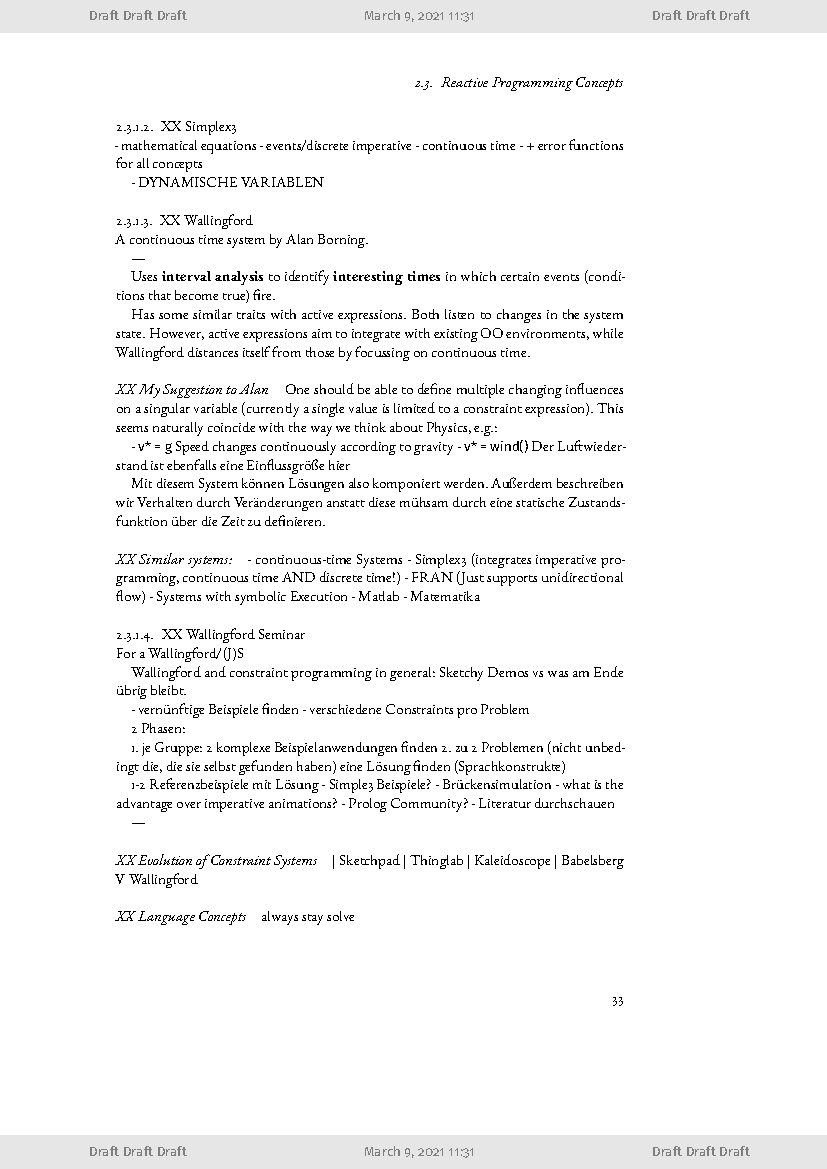 Draft Draft Draft March 9, 2021 11:31 Draft Draft Draft
2.3. Reactive Programming Concepts
2.3.1.2. XX Simplex3
- mathematical equations - events/discrete imperative - continuous time - + error functions
for all concepts
- DYNAMISCHE VARIABLEN
2.3.1.3. XX Wallingford
A continuous time system by Alan Borning.
—
Uses interval analysis to identify interesting times in which certain events (condi-
tions that become true) fire.
Has some similar traits with active expressions. Both listen to changes in the system
state. However, active expressions aim to integrate with existing OO environments, while
Wallingford distances itself from those by focussing on continuous time.
XX My Suggestion to Alan One should be able to define multiple changing influences
on a singular variable (currently a single value is limited to a constraint expression). This
seems naturally coincide with the way we think about Physics, e.g.:
- v* = g Speed changes continuously according to gravity - v* = wind() Der Luftwieder-
stand ist ebenfalls eine Einflussgröße hier
Mit diesem System können Lösungen also komponiert werden. Außerdem beschreiben
wir Verhalten durch Veränderungen anstatt diese mühsam durch eine statische Zustands-
funktion über die Zeit zu definieren.
XX Similar systems: - continuous-time Systems - Simplex3 (integrates imperative pro-
gramming, continuous time AND discrete time!) - FRAN (Just supports unidirectional
flow) - Systems with symbolic Execution - Matlab - Matematika
2.3.1.4. XX Wallingford Seminar
For a Wallingford/(J)S
Wallingford and constraint programming in general: Sketchy Demos vs was am Ende
übrig bleibt.
- vernünftige Beispiele finden - verschiedene Constraints pro Problem
2 Phasen:
1. je Gruppe: 2 komplexe Beispielanwendungen finden 2. zu 2 Problemen (nicht unbed-
ingt die, die sie selbst gefunden haben) eine Lösung finden (Sprachkonstrukte)
1-2 Referenzbeispiele mit Lösung - Simple3 Beispiele? - Brückensimulation - what is the
advantage over imperative animations? - Prolog Community? - Literatur durchschauen
—
XX Evolution of Constraint Systems | Sketchpad | Thinglab | Kaleidoscope | Babelsberg
V Wallingford
XX Language Concepts always stay solve
33
Draft Draft Draft March 9, 2021 11:31 Draft Draft Draft